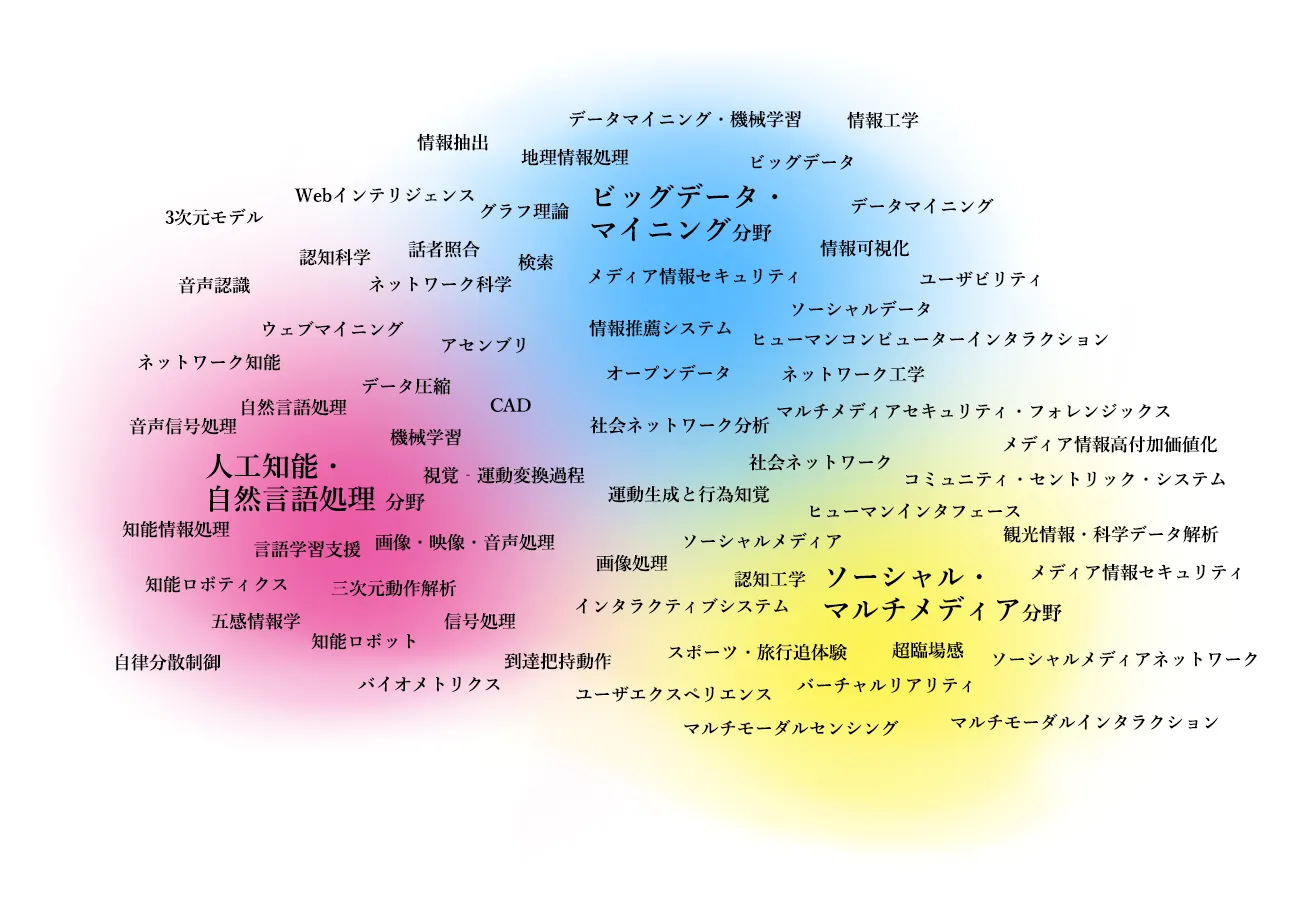 データマイニング・機械学習
情報工学
情報抽出
地理情報処理
ビッグデータ
Webインテリジェンス
グラフ理論
ビッグデータ・
マイニング分野
データマイニング
3次元モデル
認知科学
話者照合
検索
情報可視化
音声認識
ネットワーク科学
メディア情報セキュリティ
ユーザビリティ
ソーシャルデータ
ウェブマイニング
アセンブリ
情報推薦システム
ヒューマンコンピューターインタラクション
ネットワーク知能
データ圧縮
オープンデータ
ネットワーク工学
自然言語処理
CAD
マルチメディアセキュリティ・フォレンジックス
音声信号処理
機械学習
社会ネットワーク分析
メディア情報高付加価値化
人工知能・
自然言語処理 分野
視覚‐運動変換過程
社会ネットワーク
コミュニティ・セントリック・システム
運動生成と行為知覚
ヒューマンインタフェース
知能情報処理
言語学習支援
画像・映像・音声処理
ソーシャルメディア
観光情報・科学データ解析
画像処理
認知工学
ソーシャル・
マルチメディア分野
メディア情報セキュリティ
知能ロボティクス
三次元動作解析
インタラクティブシステム
五感情報学
信号処理
知能ロボット
自律分散制御
到達把持動作
スポーツ・旅行追体験
超臨場感
ソーシャルメディアネットワーク
バイオメトリクス
ユーザエクスペリエンス
バーチャルリアリティ
マルチモーダルセンシング
マルチモーダルインタラクション